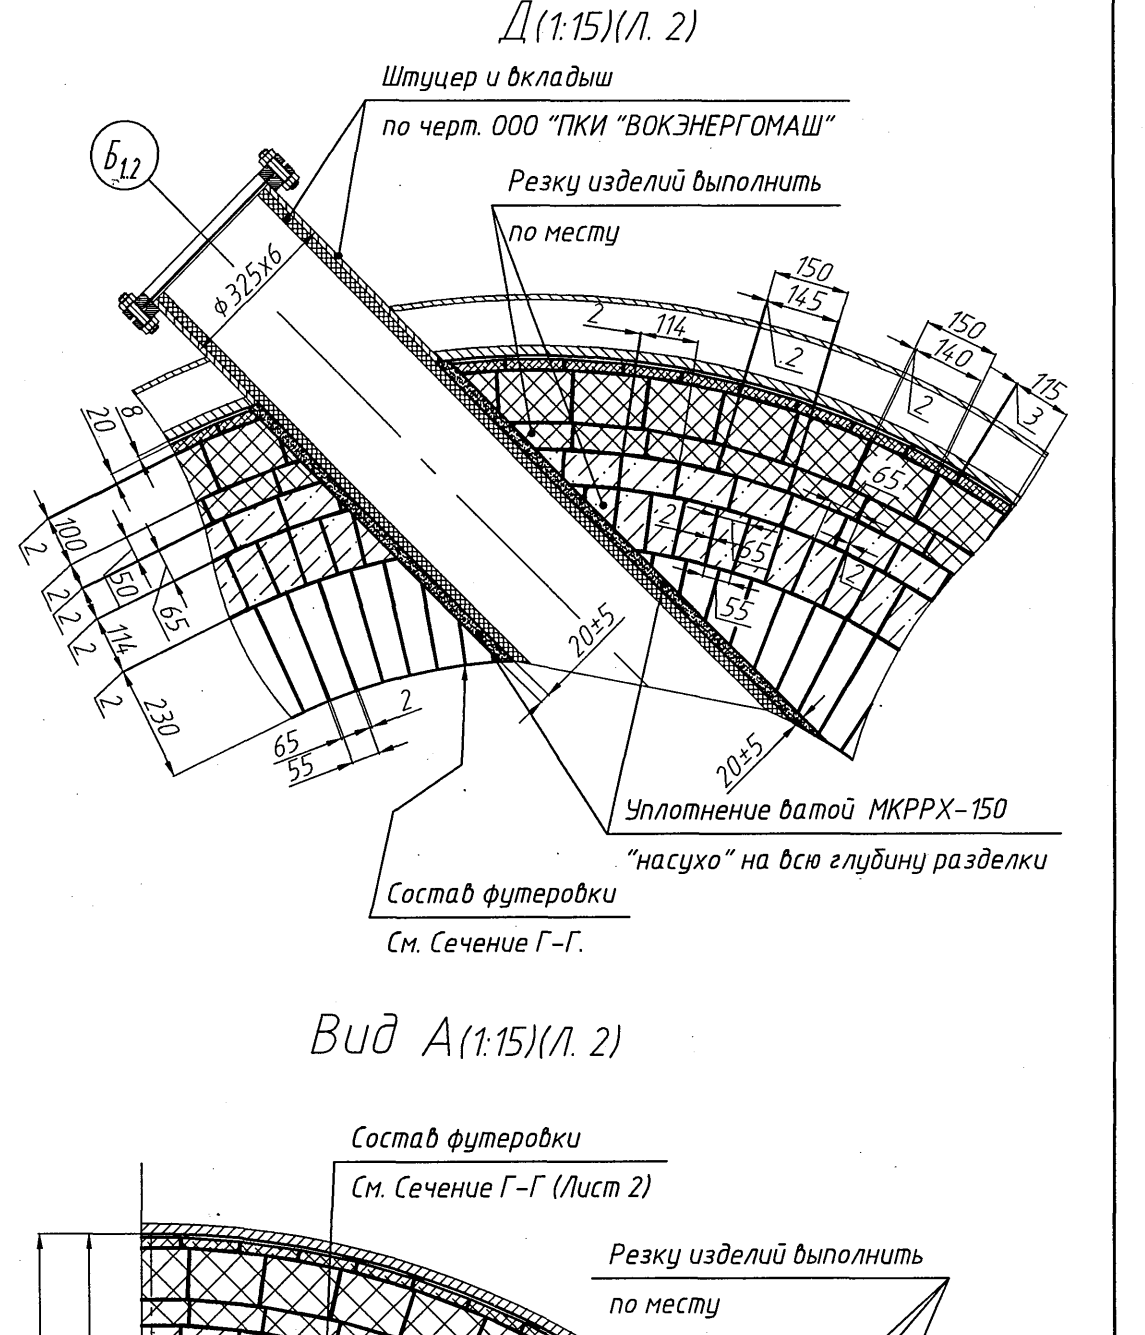 Д(1:15)(Л. 2)
Штуцер и вкладыш
по черт. ООО "ПКИ "ВОКЭНЕРГОМАШ"
Б1.2
Резку изделий выполнить
по месту
ϕ325х6
150
145
2
114
2
150
140
2
115
3
8
20
65
2
65
2
55
100
2
50
2
65
2
114
2
2
230
20±5
65
55
2
20±5
Уплотнение ватой МКРРХ-150
"насухо" на всю глубину разделки
Состав футеровки
См. Сечение Г-Г.
Вид А(1:15)(Л. 2)
Состав футеровки
См. Сечение Г-Г (Лист 2)
Резку изделий выполнить
по месту